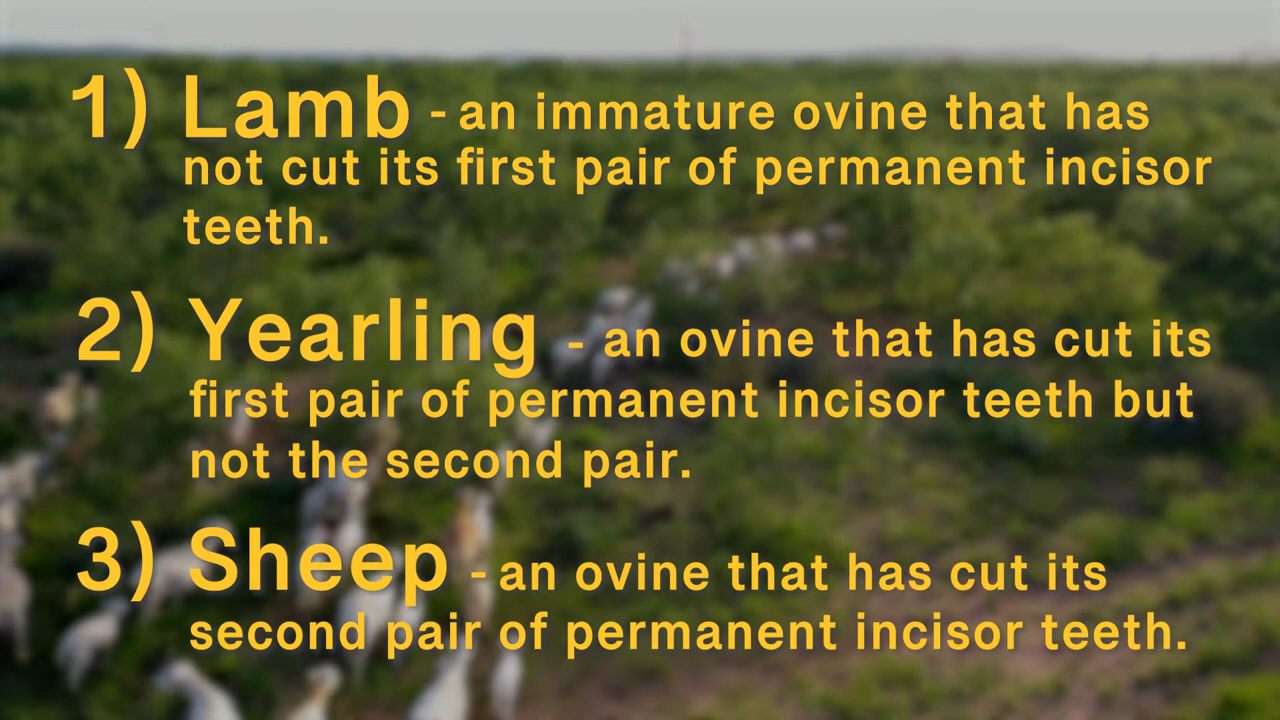 1) Lamb - an immature ovine that has
not cut its first pair of permanent incisor
teeth.
2) Yearling - an ovine that has cut its
first pair of permanent incisor teeth but
not the second pair.
3) Sheep - an ovine that has cut its
second pair of permanent incisor teeth.